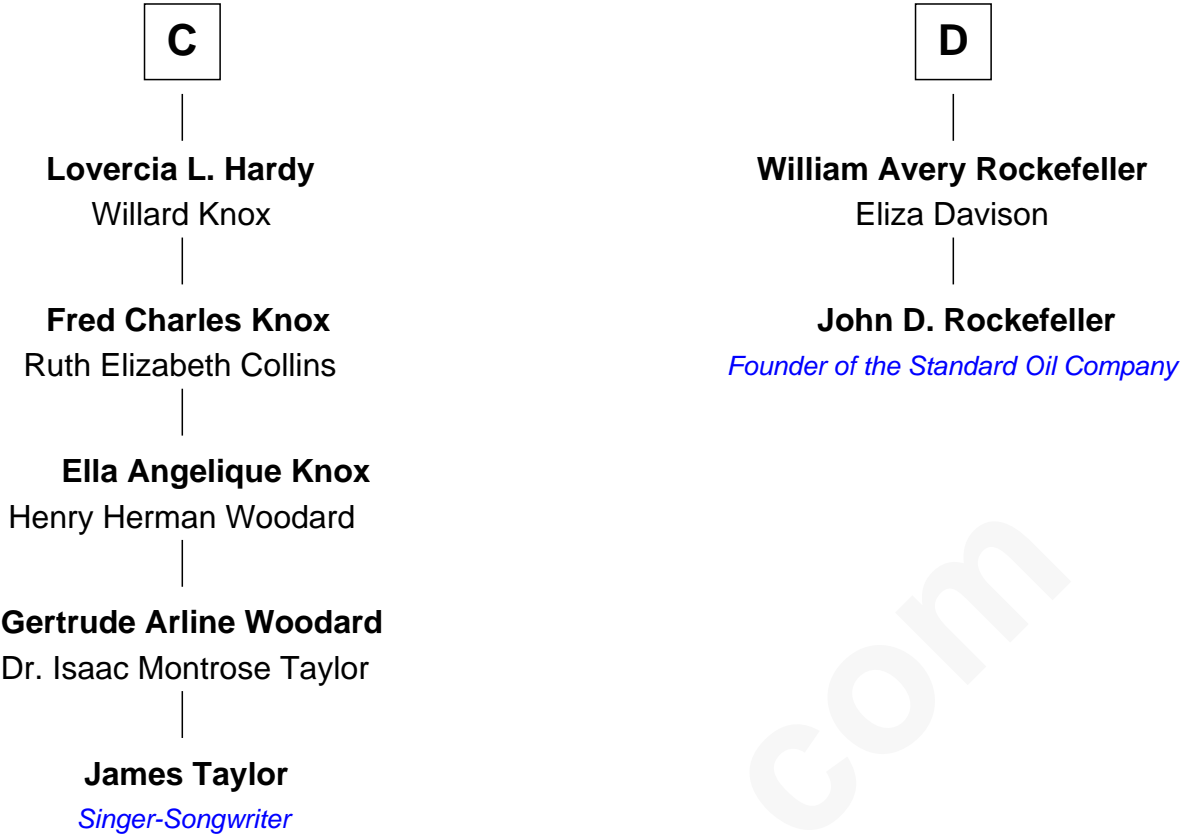 C
Lovercia L. Hardy
Willard Knox
Fred Charles Knox
Ruth Elizabeth Collins
Ella Angelique Knox
Henry Herman Woodard
Gertrude Arline Woodard
Dr. Isaac Montrose Taylor
James Taylor
Singer-Songwriter
D
William Avery Rockefeller
Eliza Davison
John D. Rockefeller
Founder of the Standard Oil Company
com